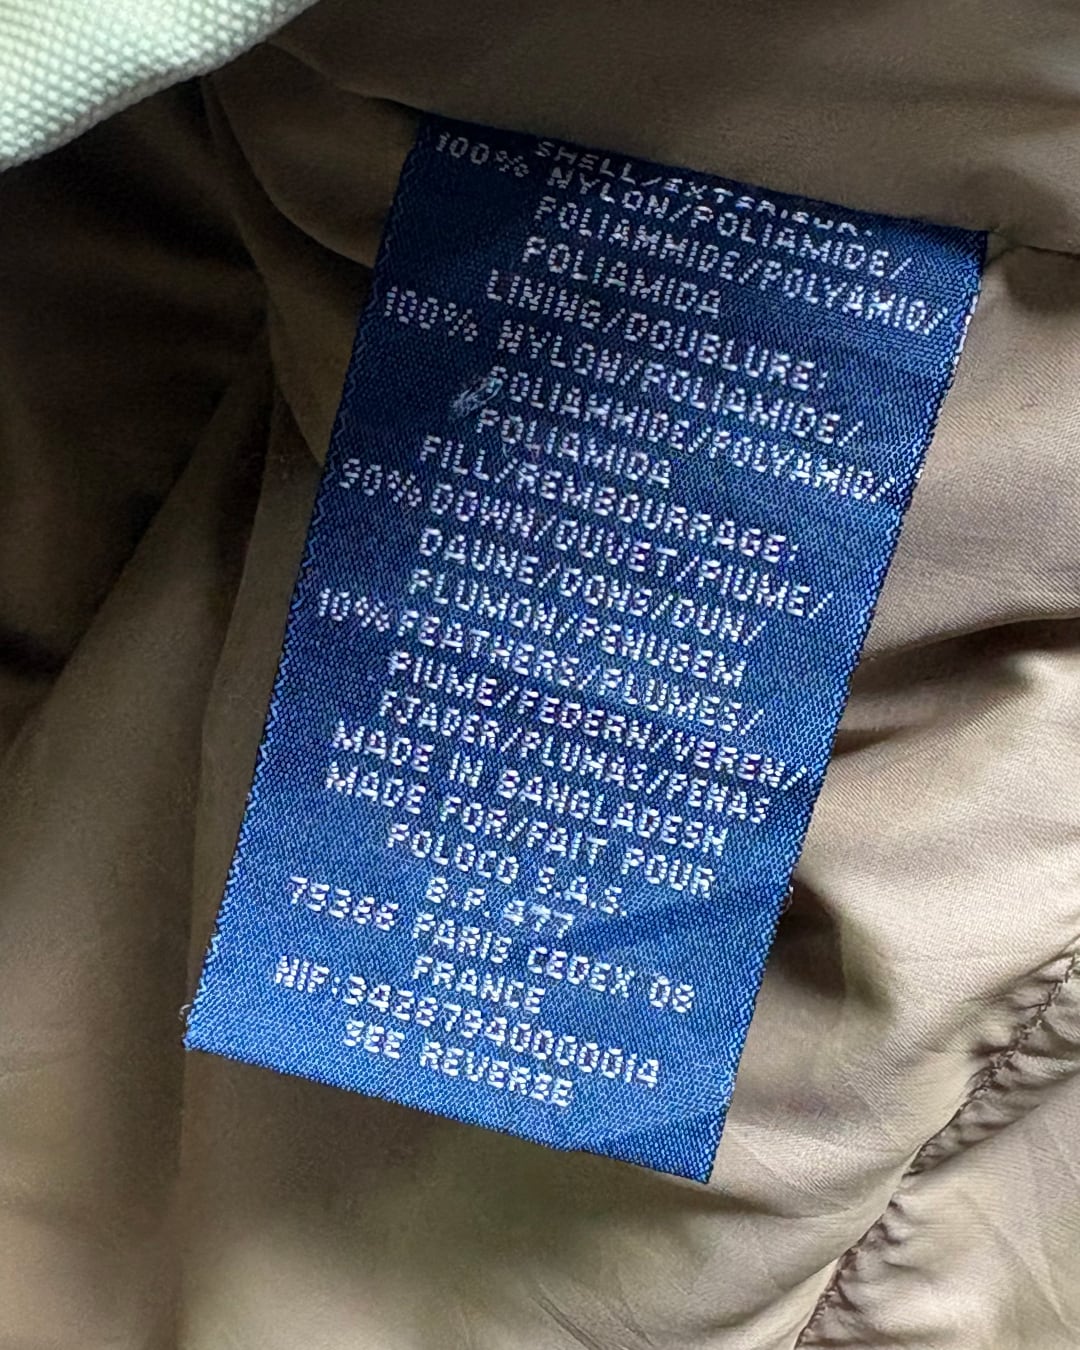 SHELL/EXTERIEUR:
100% NYLON/POLIAMIDE/
POLIAMMIDE/POLYAMID/
POLIAMIDA
LINING/DOUBLURE:
100% NYLON/POLIAMIDE/
POLIAMMIDE/POLYAMID/
POLIAMIDA
FILL/REMBOURRAGE:
90% DOWN/DUVET/PIUME/
DAUNE/DONS/DUN/
PLUMON/PENUGEM
10% FEATHERS/PLUMES/
PIUME/FEDERN/VEREN/
FJADER/PLUMAS/PENAS
MADE IN BANGLADESH
MADE FOR/FAIT POUR
POLOCO S.A.S.
B.P. 477
75366 PARIS CEDEX 08
FRANCE
NIF:34287940000014
SEE REVERSE